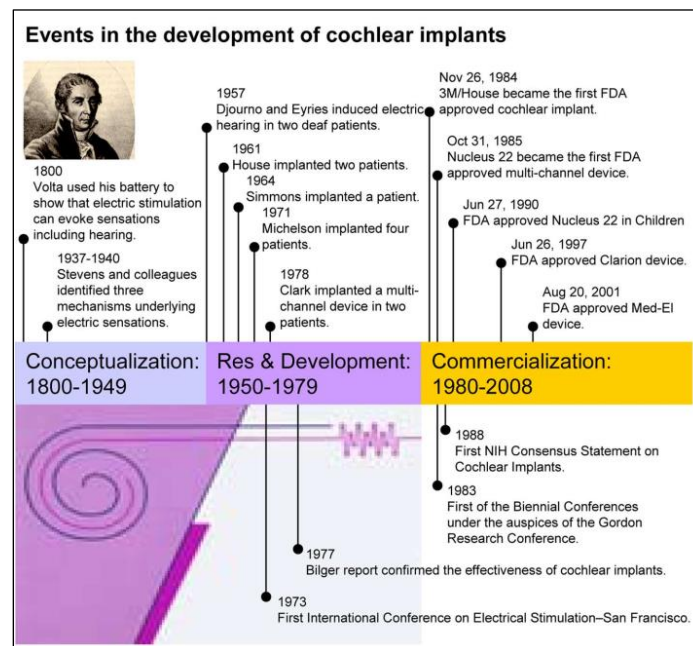 Events in the development of cochlear implants
1800
Volta used his battery to
show that electric stimulation
can evoke sensations
including hearing.
1937-1940
Stevens and colleagues
identified three
mechanisms underlying
electric sensations.
1957
Djourno and Eyries induced electric
hearing in two deaf patients.
1961
House implanted two patients.
1964
Simmons implanted a patient.
1971
Michelson implanted four
patients.
1978
Clark implanted a multi-
channel device in two
patients.
Nov 26, 1984
3M/House became the first FDA
approved cochlear implant.
Oct 31, 1985
Nucleus 22 became the first FDA
approved multi-channel device.
Jun 27, 1990
FDA approved Nucleus 22 in Children
Jun 26, 1997
FDA approved Clarion device.
Aug 20, 2001
FDA approved Med-El
device.
Conceptualization:
1800-1949
Res & Development:
1950-1979
Commercialization:
1980-2008
1988
First NIH Consensus Statement on
Cochlear Implants.
1983
First of the Biennial Conferences
under the auspices of the Gordon
Research Conference.
1977
Bilger report confirmed the effectiveness of cochlear implants.
1973
First International Conference on Electrical Stimulation–San Francisco.